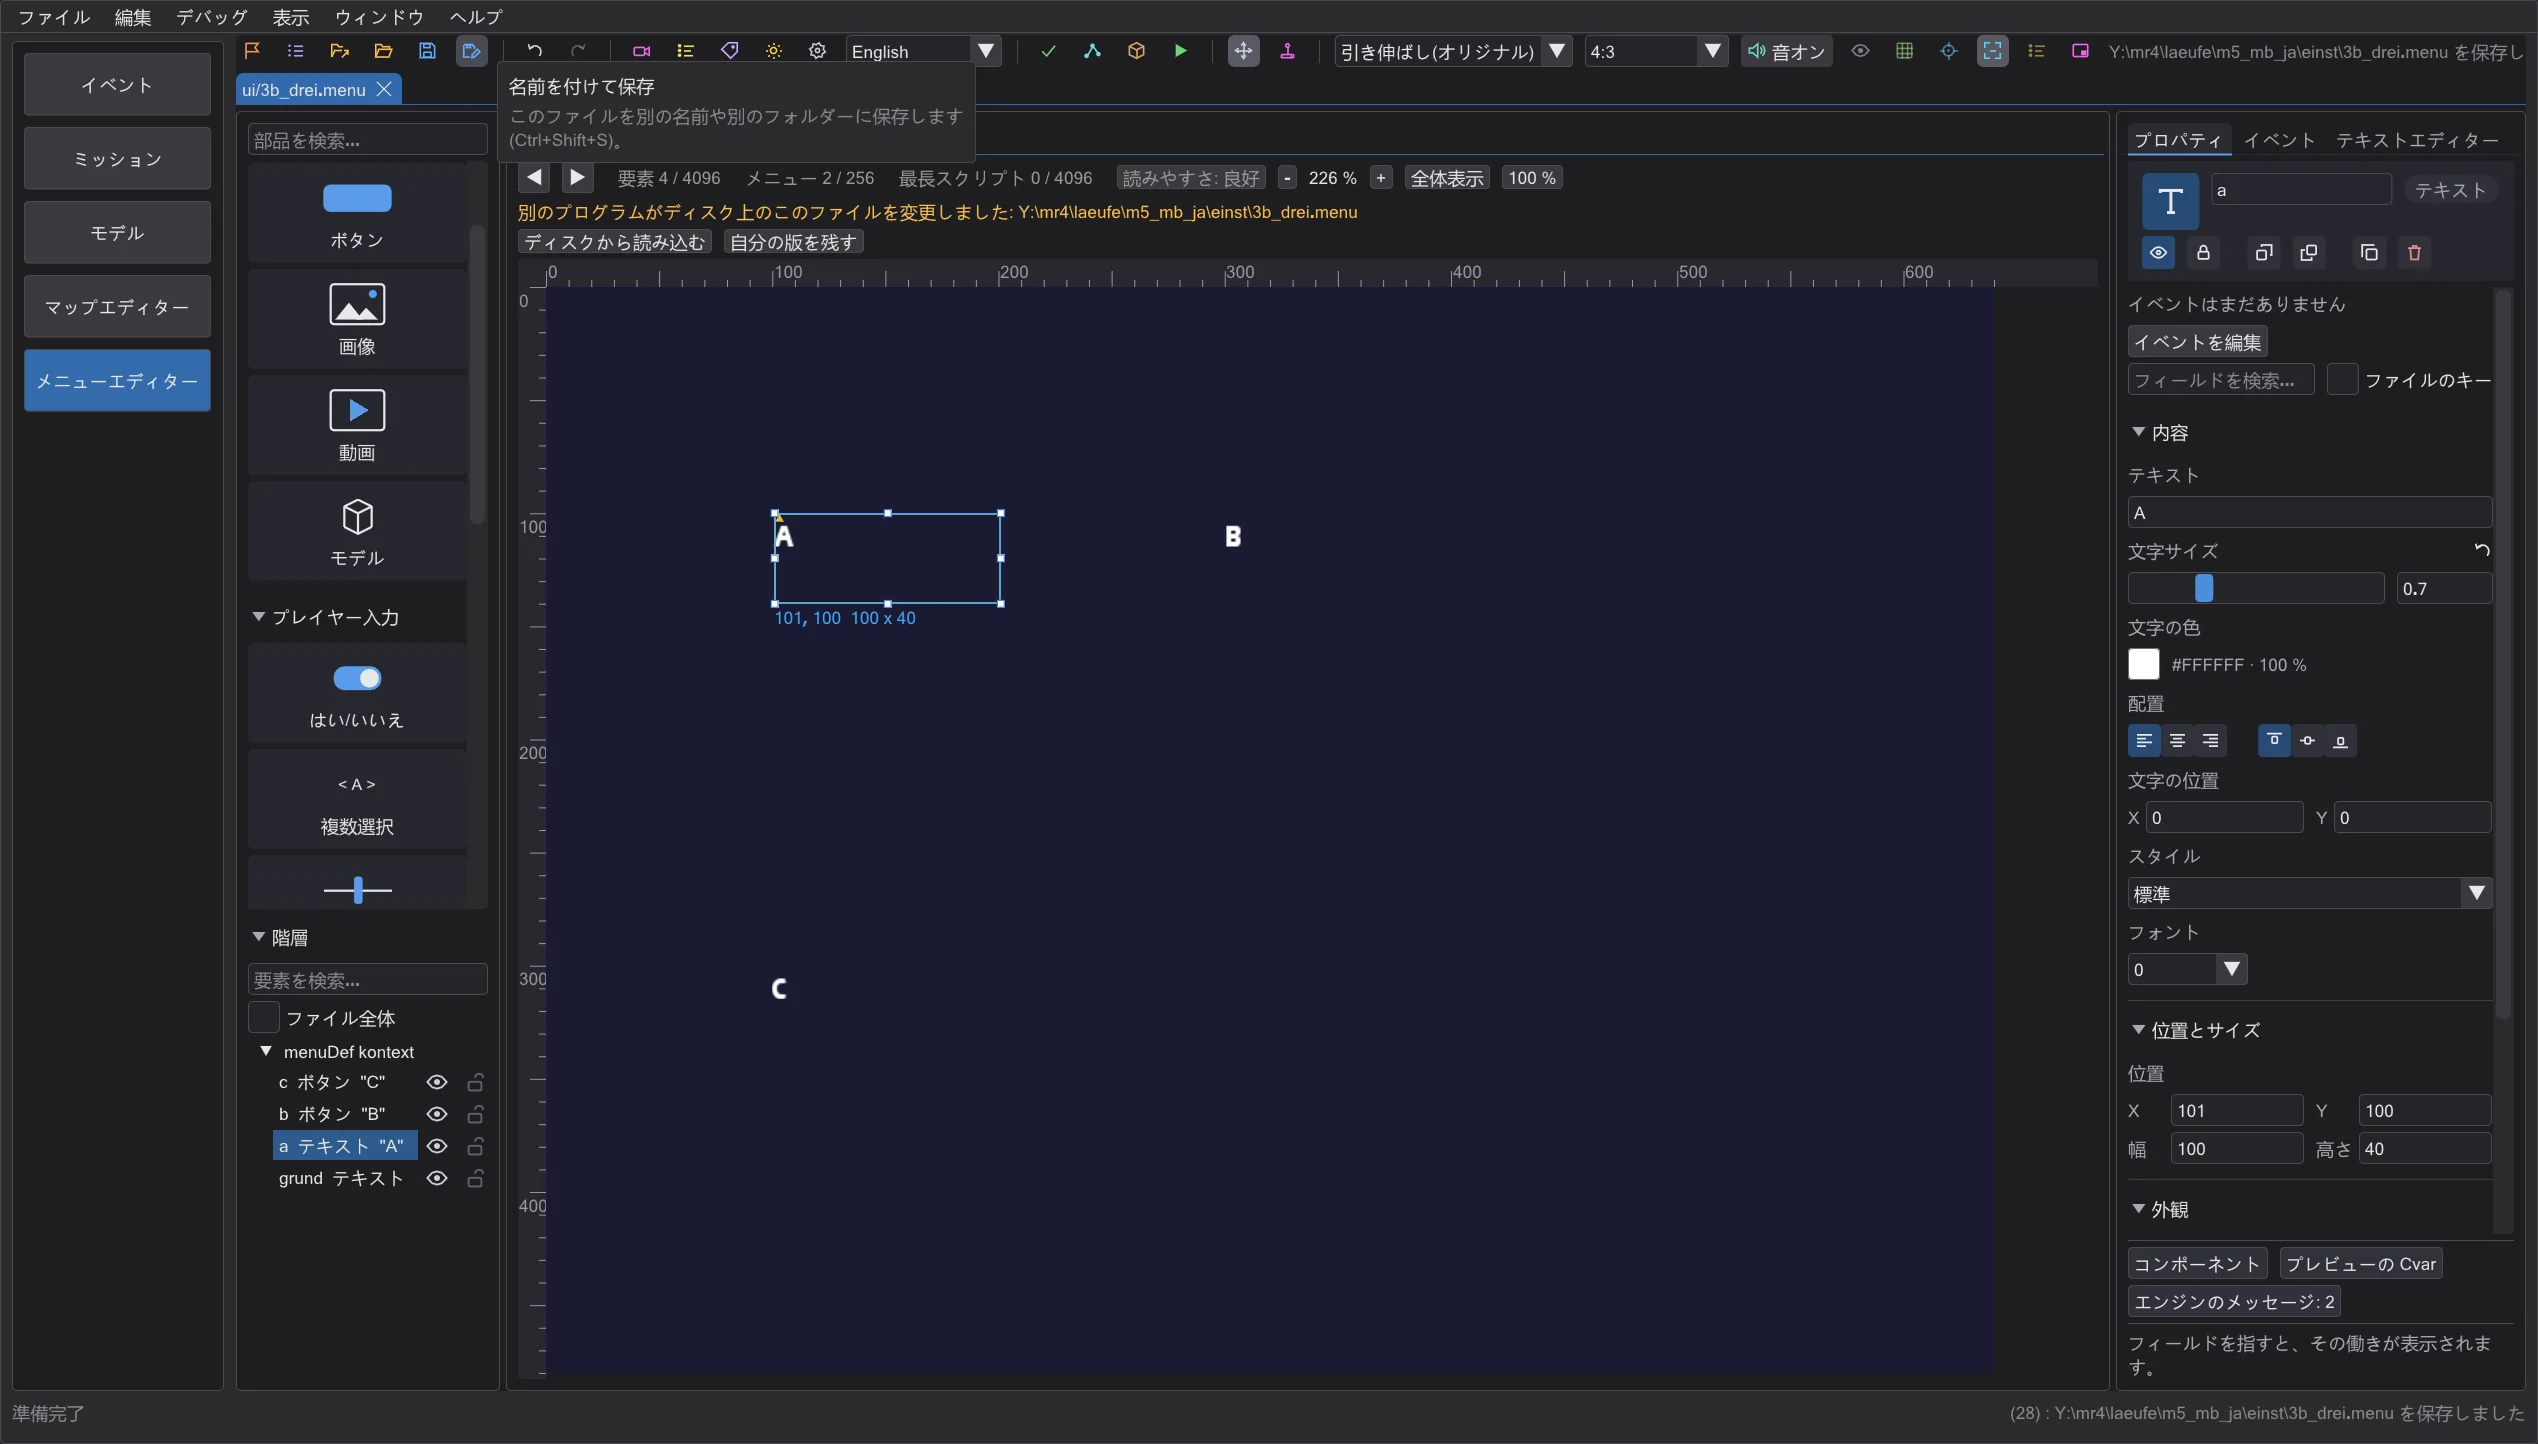 ファイル 編集 デバッグ 表示 ウィンドウ ヘルプ
イベント
ミッション
モデル
マップエディター
メニューエディター
English
引き伸ばし(オリジナル)
4:3
音オン
Y:\mr4\laeufe\m5_mb_ja\einst\3b_drei.menu を保存し
ui/3b_drei.menu
名前を付けて保存
このファイルを別の名前や別のフォルダーに保存します
(Ctrl+Shift+S)。
部品を検索...
ボタン
画像
動画
モデル
プレイヤー入力
はい/いいえ
< A >
複数選択
階層
要素を検索...
ファイル全体
menuDef kontext
c ボタン "C"
b ボタン "B"
a テキスト "A"
grund テキスト
要素 4 / 4096 メニュー 2 / 256 最長スクリプト 0 / 4096 読みやすさ: 良好 - 226 % + 全体表示 100 %
別のプログラムがディスク上のこのファイルを変更しました: Y:\mr4\laeufe\m5_mb_ja\einst\3b_drei.menu
ディスクから読み込む 自分の版を残す
0 100 200 300 400 500 600
0
100
200
300
400
A
B
101, 100 100 x 40
C
プロパティ イベント テキストエディター
T a テキスト
イベントはまだありません
イベントを編集
フィールドを検索... ファイルのキー
内容
テキスト
A
文字サイズ
0.7
文字の色
#FFFFFF · 100 %
配置
文字の位置
X 0 Y 0
スタイル
標準
フォント
0
位置とサイズ
位置
X 101 Y 100
幅 100 高さ 40
外観
コンポーネント プレビューの Cvar
エンジンのメッセージ: 2
フィールドを指すと、その働きが表示されま
す。
準備完了
(28) : Y:\mr4\laeufe\m5_mb_ja\einst\3b_drei.menu を保存しました